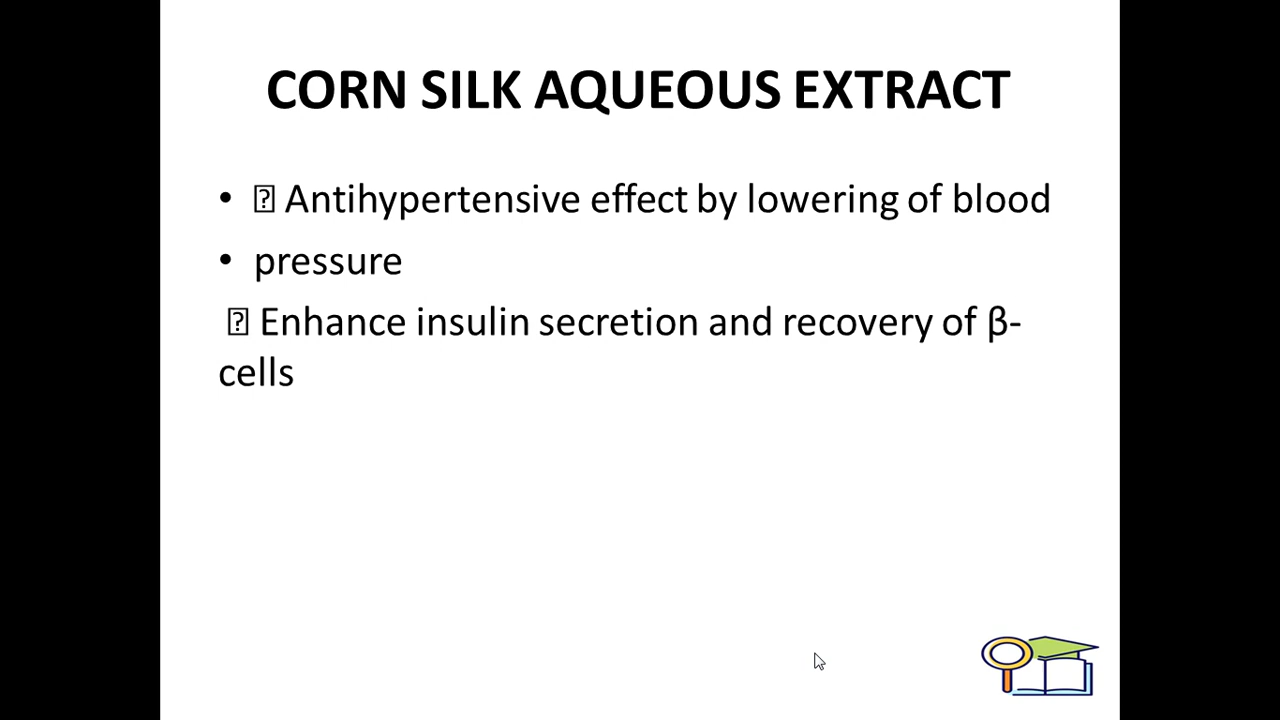 CORN SILK AQUEOUS EXTRACT
• ⍰ Antihypertensive effect by lowering of blood
• pressure
⍰ Enhance insulin secretion and recovery of β-
cells